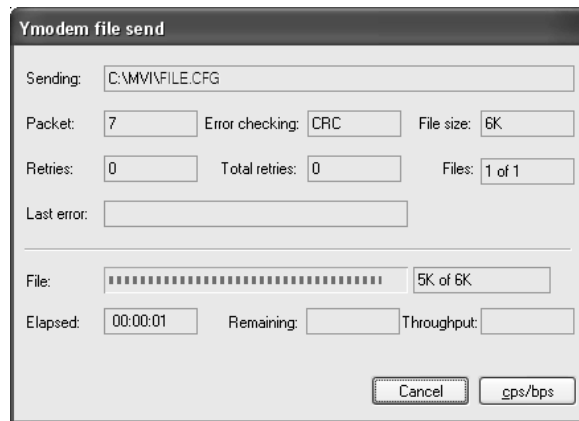 Ymodem file send
Sending: C:\MVI\FILE.CFG
Packet: 7 Error checking: CRC File size: 6K
Retries: 0 Total retries: 0 Files: 1 of 1
Last error:
File: 5K of 6K
Elapsed: 00:00:01 Remaining: Throughput:
Cancel cps/bps